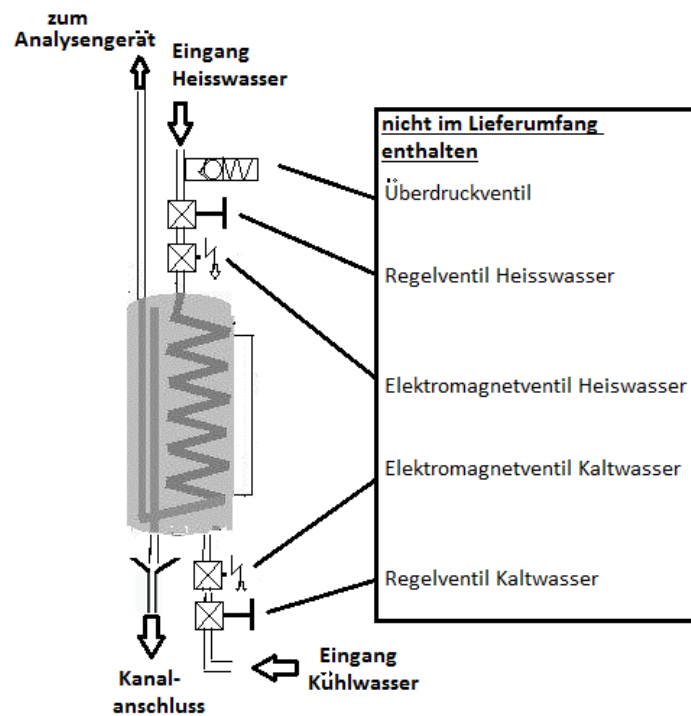 zum
Analysengerät
Eingang
Heisswasser
nicht im Lieferumfang
enthalten
Überdruckventil
Regelventil Heisswasser
Elektromagnetventil Heiswasser
Elektromagnetventil Kaltwasser
Regelventil Kaltwasser
Eingang
Kühlwasser
Kanal-
anschluss